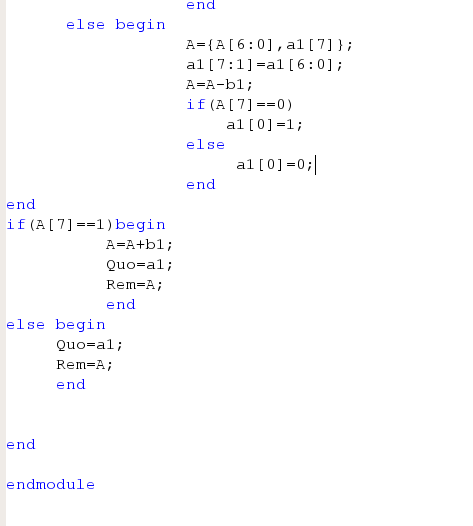 end
else begin
A={A[6:0],a1[7]};
a1[7:1]=a1[6:0];
A=A-b1;
if(A[7]==0)
a1[0]=1;
else
a1[0]=0;
end
end
if(A[7]==1)begin
A=A+b1;
Quo=a1;
Rem=A;
end
else begin
Quo=a1;
Rem=A;
end
end
endmodule